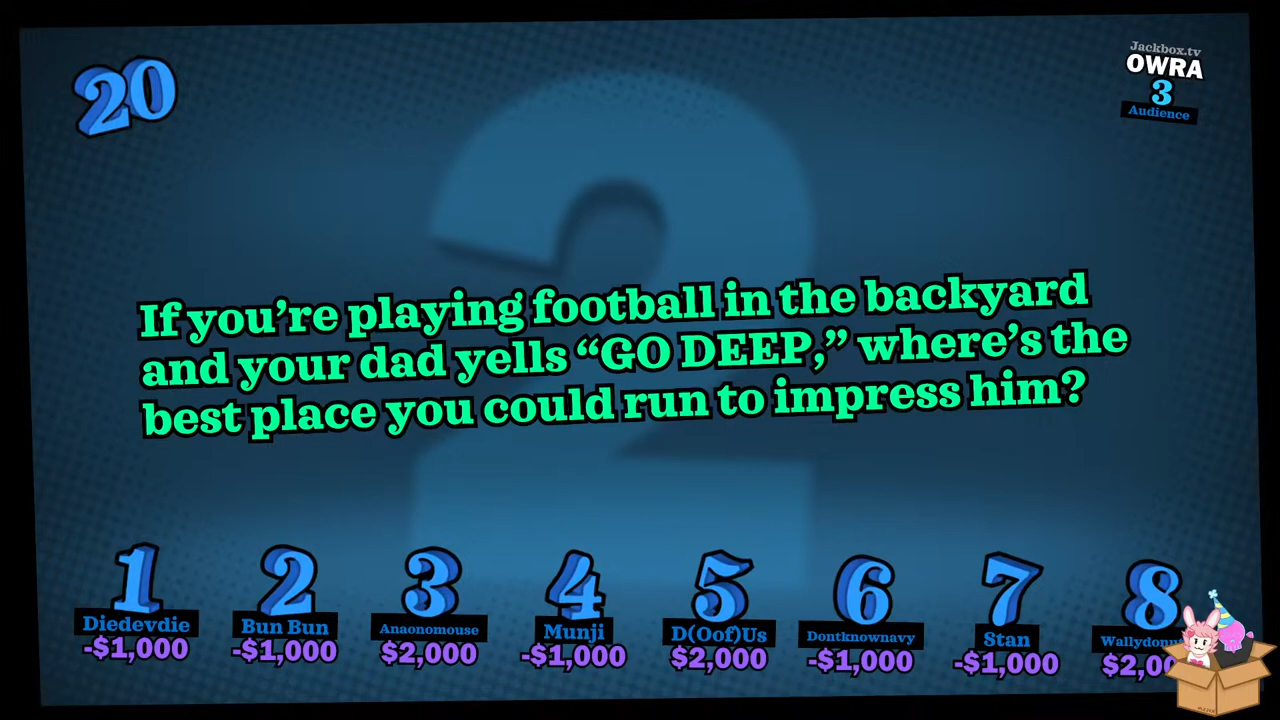 20
Jackbox.tv
OWRA
3
Audience
If you're playing football in the backyard
and your dad yells “GO DEEP,” where's the
best place you could run to impress him?
1 2 3 4 5 6 7 8
Diedevdie Bun Bun Anaonomouse Munji D(Oof)Us Dontknownavy Stan
-$1,000 -$1,000 $2,000 -$1,000 $2,000 -$1,000 -$1,000